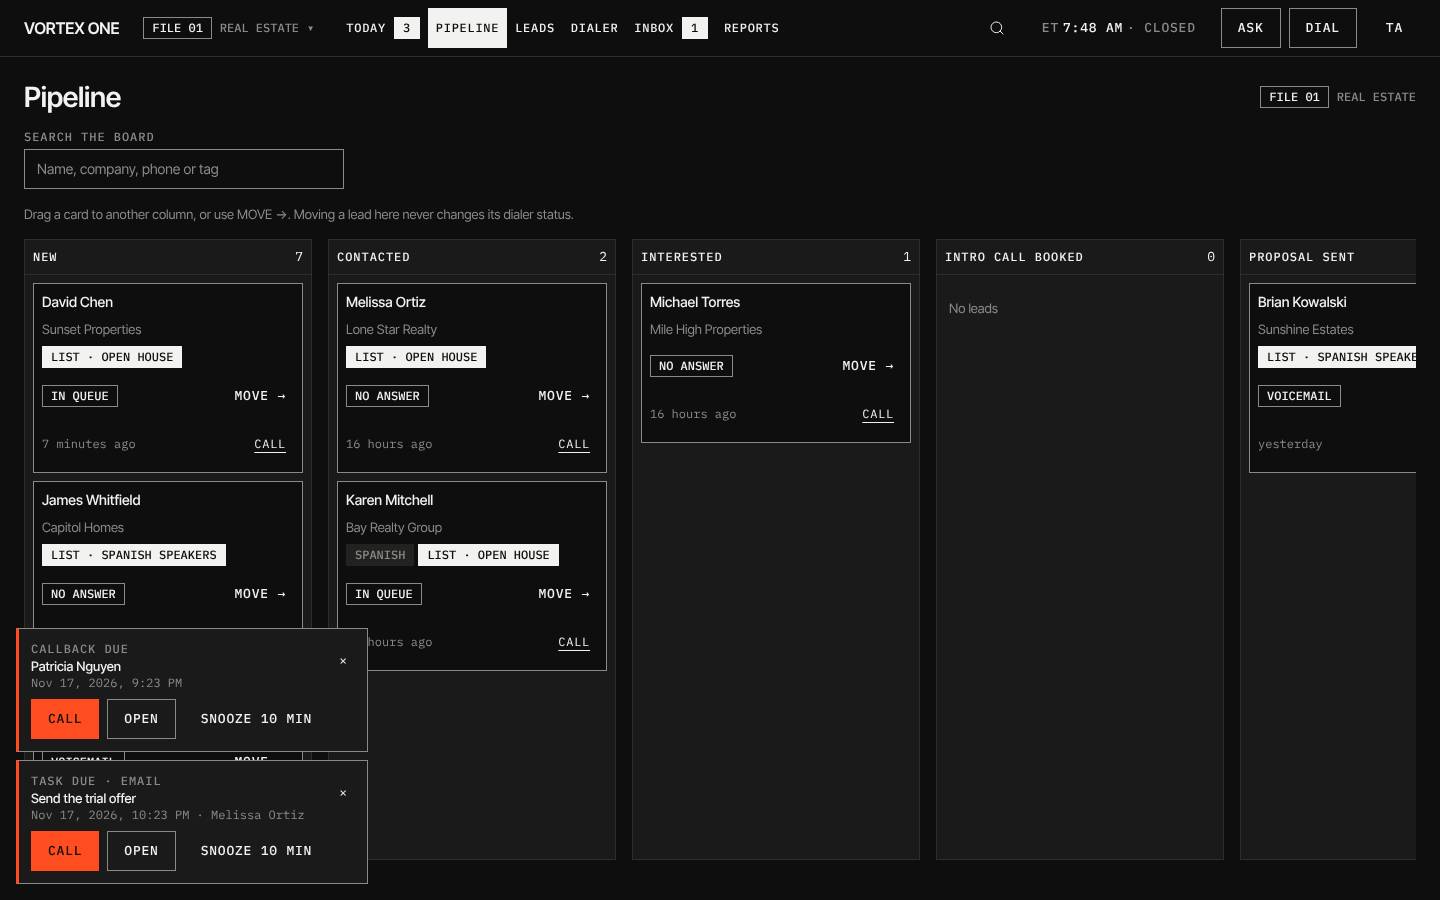 VORTEX ONE
FILE 01 REAL ESTATE ▾
TODAY 3 PIPELINE LEADS DIALER INBOX 1 REPORTS
ET 7:48 AM · CLOSED
ASK DIAL TA
Pipeline
FILE 01 REAL ESTATE
SEARCH THE BOARD
Name, company, phone or tag
Drag a card to another column, or use MOVE →. Moving a lead here never changes its dialer status.
NEW 7
David Chen
Sunset Properties
LIST · OPEN HOUSE
IN QUEUE MOVE →
7 minutes ago CALL
James Whitfield
Capitol Homes
LIST · SPANISH SPEAKERS
NO ANSWER MOVE →
CONTACTED 2
Melissa Ortiz
Lone Star Realty
LIST · OPEN HOUSE
NO ANSWER MOVE →
16 hours ago CALL
Karen Mitchell
Bay Realty Group
SPANISH LIST · OPEN HOUSE
IN QUEUE MOVE →
hours ago CALL
INTERESTED 1
Michael Torres
Mile High Properties
NO ANSWER MOVE →
16 hours ago CALL
INTRO CALL BOOKED 0
No leads
PROPOSAL SENT
Brian Kowalski
Sunshine Estates
LIST · SPANISH SPEAKE
VOICEMAIL
yesterday
CALLBACK DUE
×
Patricia Nguyen
Nov 17, 2026, 9:23 PM
CALL OPEN SNOOZE 10 MIN
TASK DUE · EMAIL
×
Send the trial offer
Nov 17, 2026, 10:23 PM · Melissa Ortiz
CALL OPEN SNOOZE 10 MIN